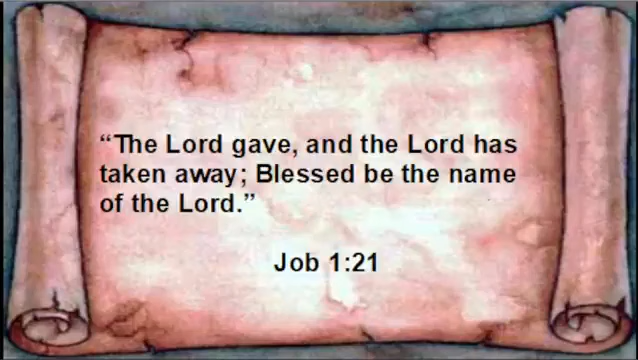 “The Lord gave, and the Lord has
taken away; Blessed be the name
of the Lord.”
Job 1:21